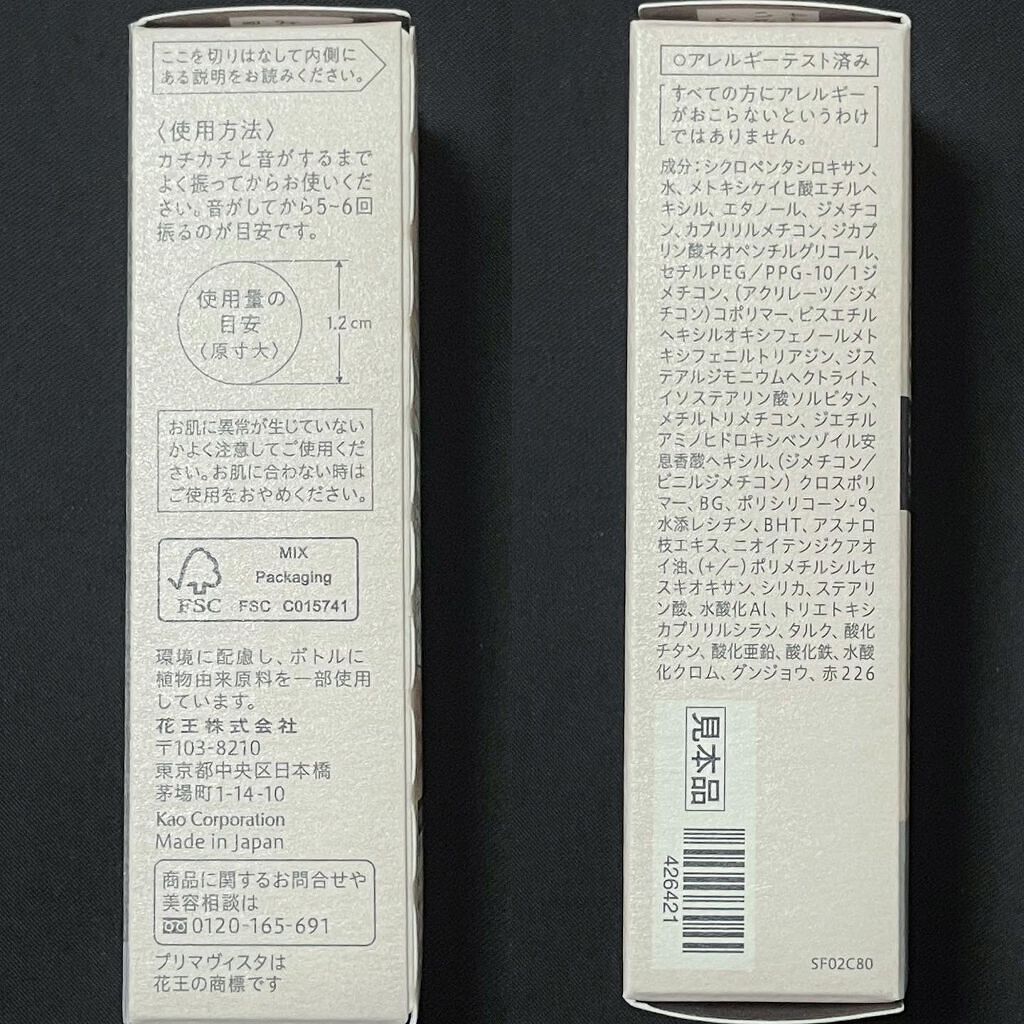 ここを切りはなして内側に
ある説明をお読みください。
〈使用方法〉
カチカチと音がするまで
よく振ってからお使いくだ
さい。音がしてから5~6回
振るのが目安です。
使用量の
目安
(原寸大)
1.2cm
お肌に異常が生じていない
かよく注意してご使用くだ
さい。お肌に合わない時は
ご使用をおやめください。
MIX
Packaging
FSC
FSC C015741
環境に配慮し、ボトルに
植物由来原料を一部使用
しています。
花王株式会社
〒103-8210
東京都中央区日本橋
茅場町1-14-10
Kao Corporation
Made in Japan
商品に関するお問合せや
美容相談は
0120-165-691
プリマヴィスタは
花王の商標です
○アレルギーテスト済み
すべての方にアレルギー
がおこらないというわけ
ではありません。
成分:シクロペンタシロキサン、
水、メトキシケイヒ酸エチルヘ
キシル、エタノール、ジメチコ
ン、カプリリルメチコン、ジカプ
リン酸ネオペンチルグリコール、
セチルPEG/PPG-10/1ジ
メチコン、(アクリレーツ/ジメ
チコン)コポリマー、ビスエチル
ヘキシルオキシフェノールメト
キシフェニルトリアジン、ジス
テアルジモニウムヘクトライト、
イソステアリン酸ソルビタン、
メチルトリメチコン、ジエチル
アミノヒドロキシベンゾイル安
息香酸ヘキシル、(ジメチコン/
ビニルジメチコン)クロスポリ
マー、BG、ポリシリコーン-9、
水添レシチン、BHT、アスナロ
枝エキス、ニオイテンジクアオ
イ油、(+/-)ポリメチルシルセ
スキオキサン、シリカ、ステアリ
ン酸、水酸化Al、トリエトキシ
カプリリルシラン、タルク、酸化
チタン、酸化亜鉛、酸化鉄、水酸
化クロム、グンジョウ、赤226
見本品
426421
SF02C80